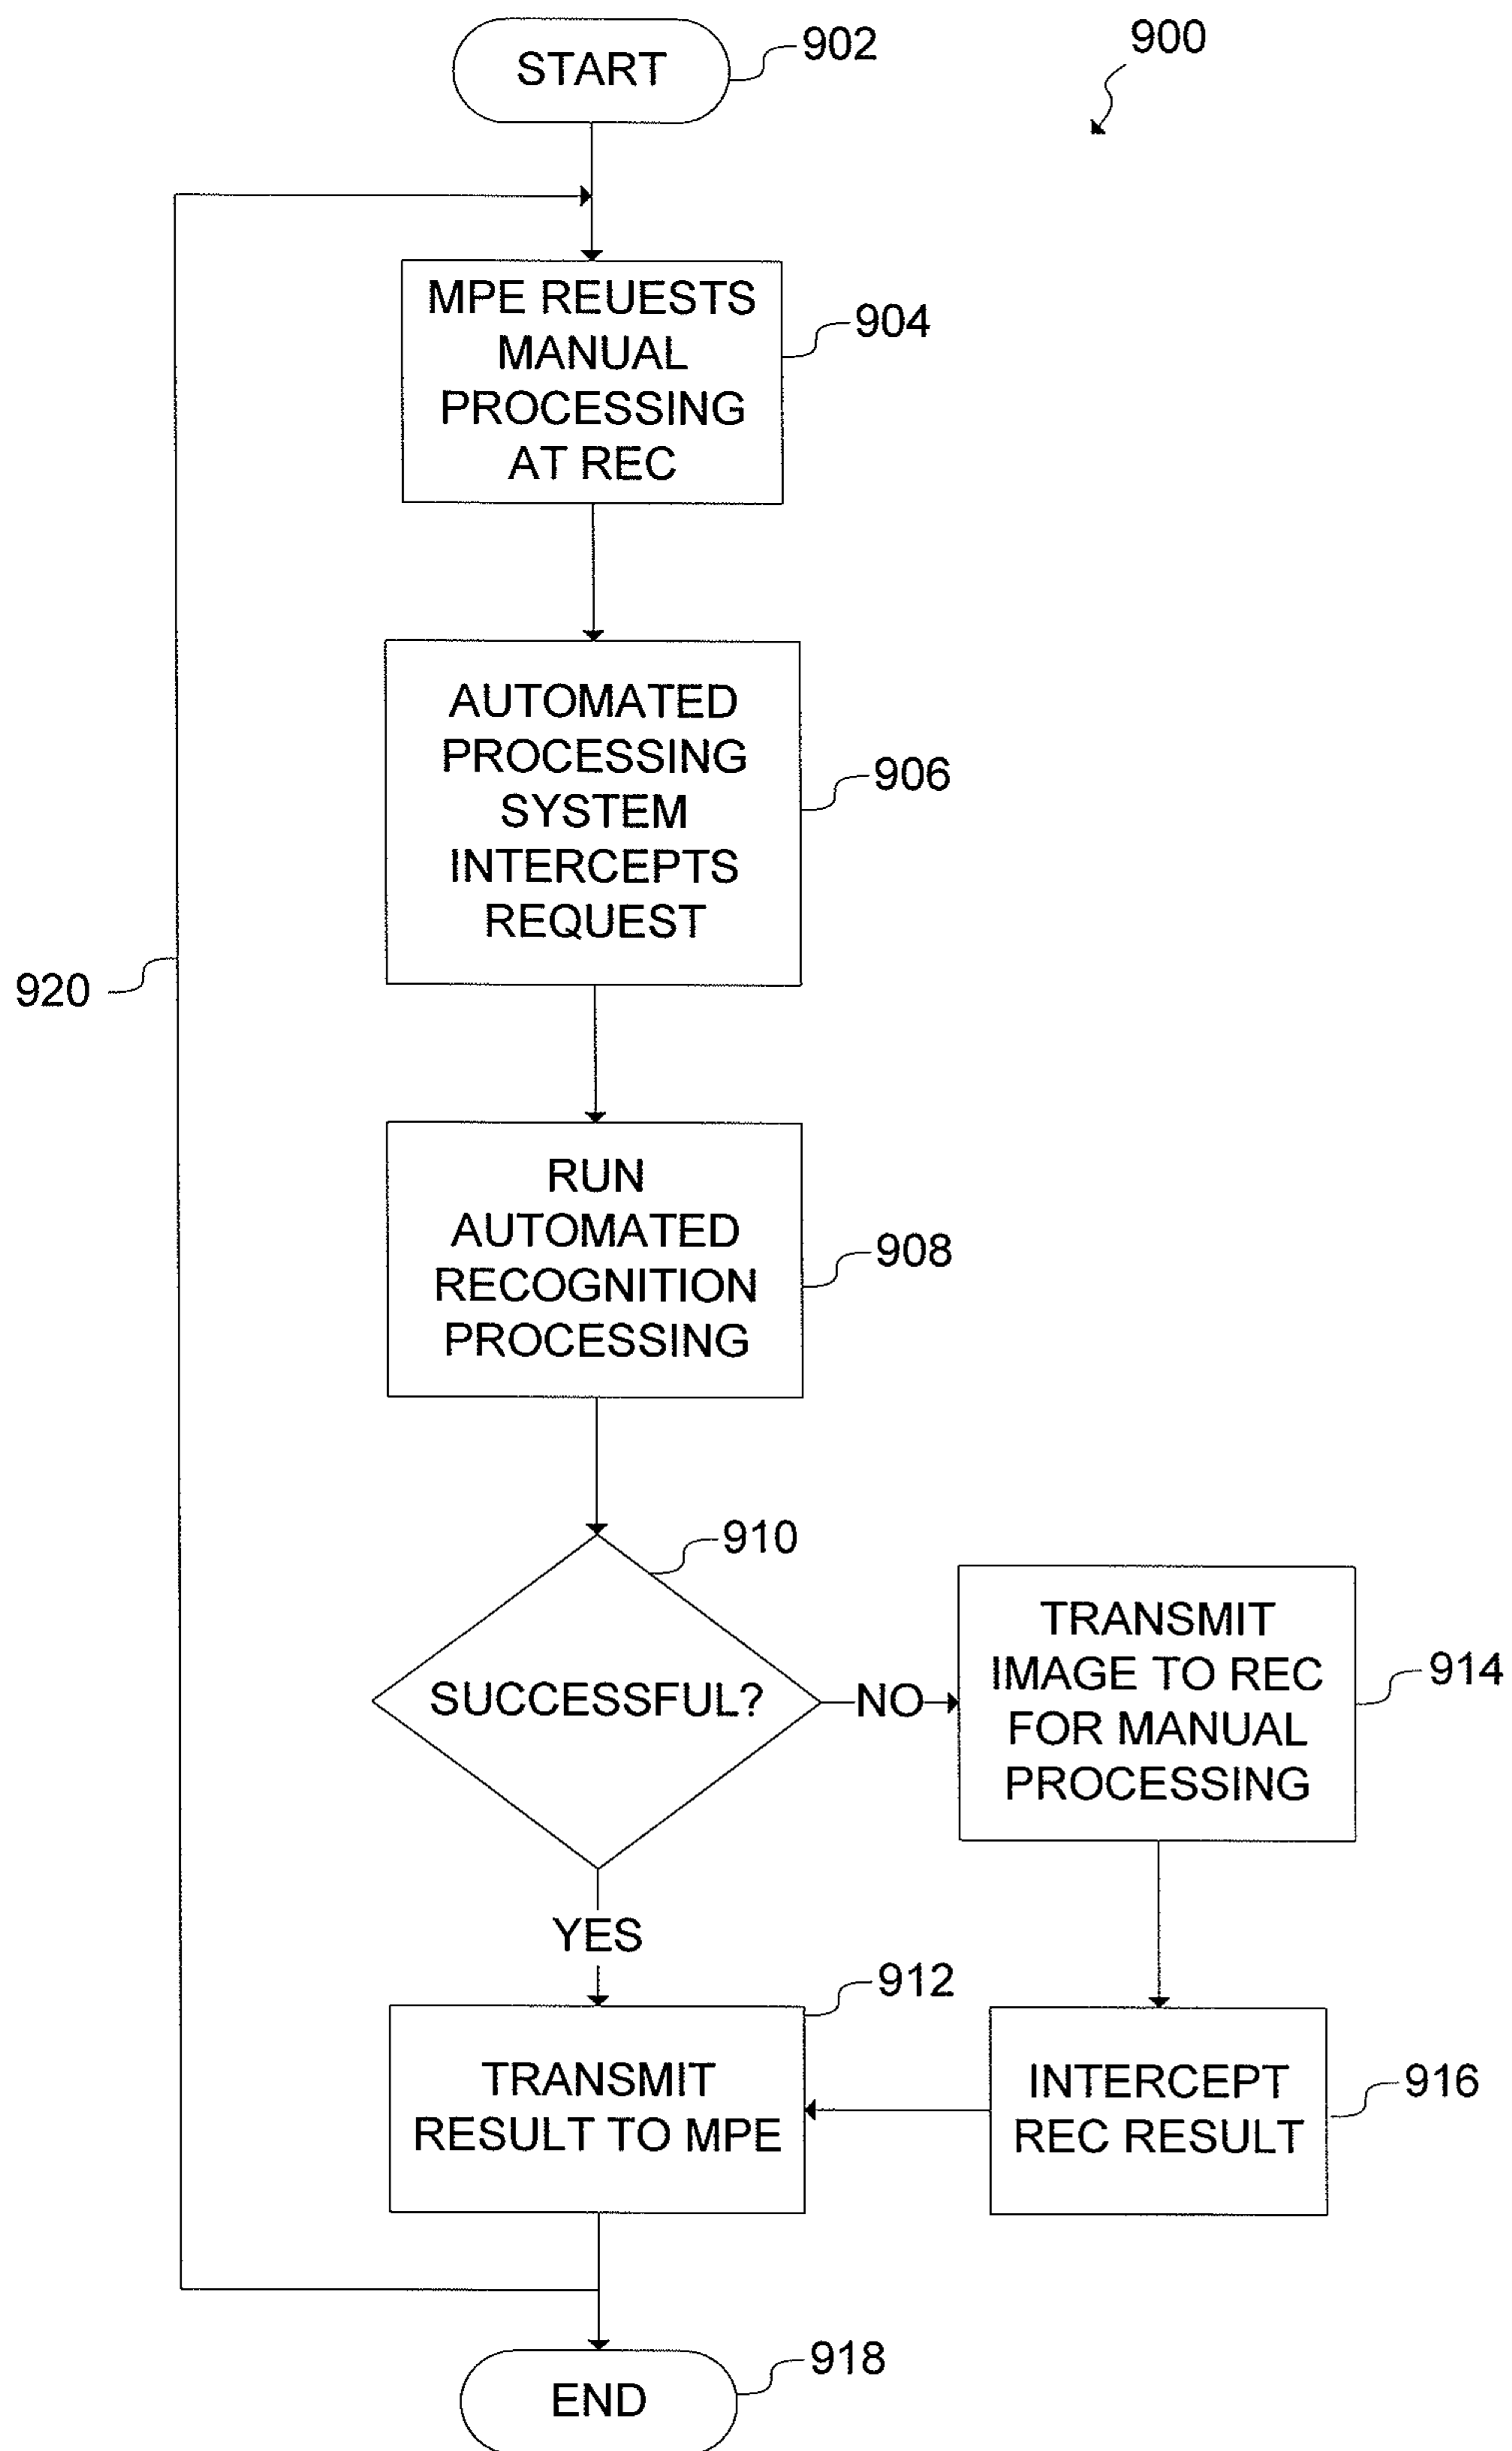 START
902
900
MPE REUESTS
MANUAL
PROCESSING
AT REC
904
AUTOMATED
PROCESSING
SYSTEM
INTERCEPTS
REQUEST
906
920
RUN
AUTOMATED
RECOGNITION
PROCESSING
908
910
SUCCESSFUL?
NO
TRANSMIT
IMAGE TO REC
FOR MANUAL
PROCESSING
914
YES
912
TRANSMIT
RESULT TO MPE
INTERCEPT
REC RESULT
916
END
918